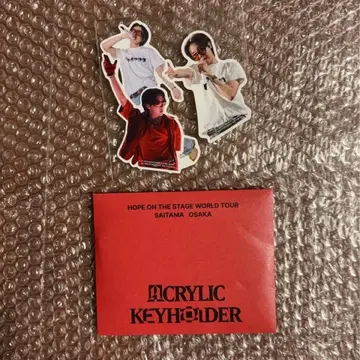 HOPE ON THE STAGE WORLD TOUR
SAITAMA OSAKA
ACRYLIC
KEYHOLDER